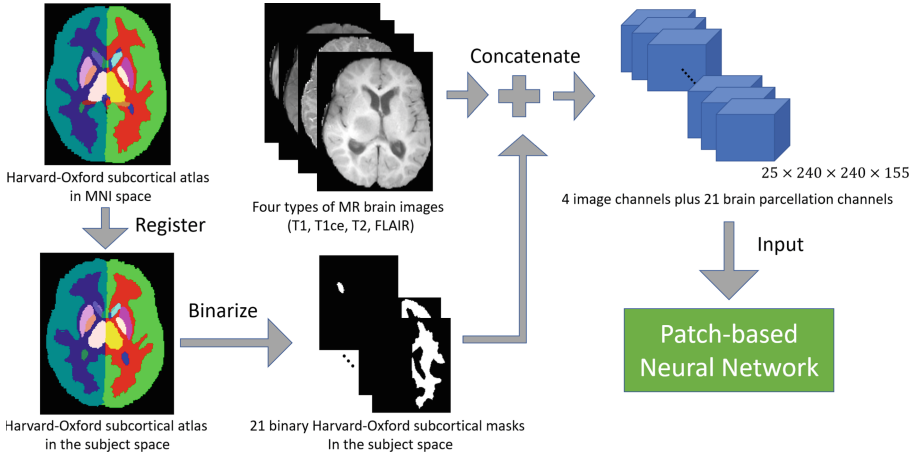 Harvard-Oxford subcortical atlas
in MNI space
Register
Harvard-Oxford subcortical atlas
in the subject space
Binarize
Four types of MR brain images
(T1, T1ce, T2, FLAIR)
21 binary Harvard-Oxford subcortical masks
In the subject space
Concatenate
25 × 240 × 240 × 155
4 image channels plus 21 brain parcellation channels
Input
Patch-based
Neural Network